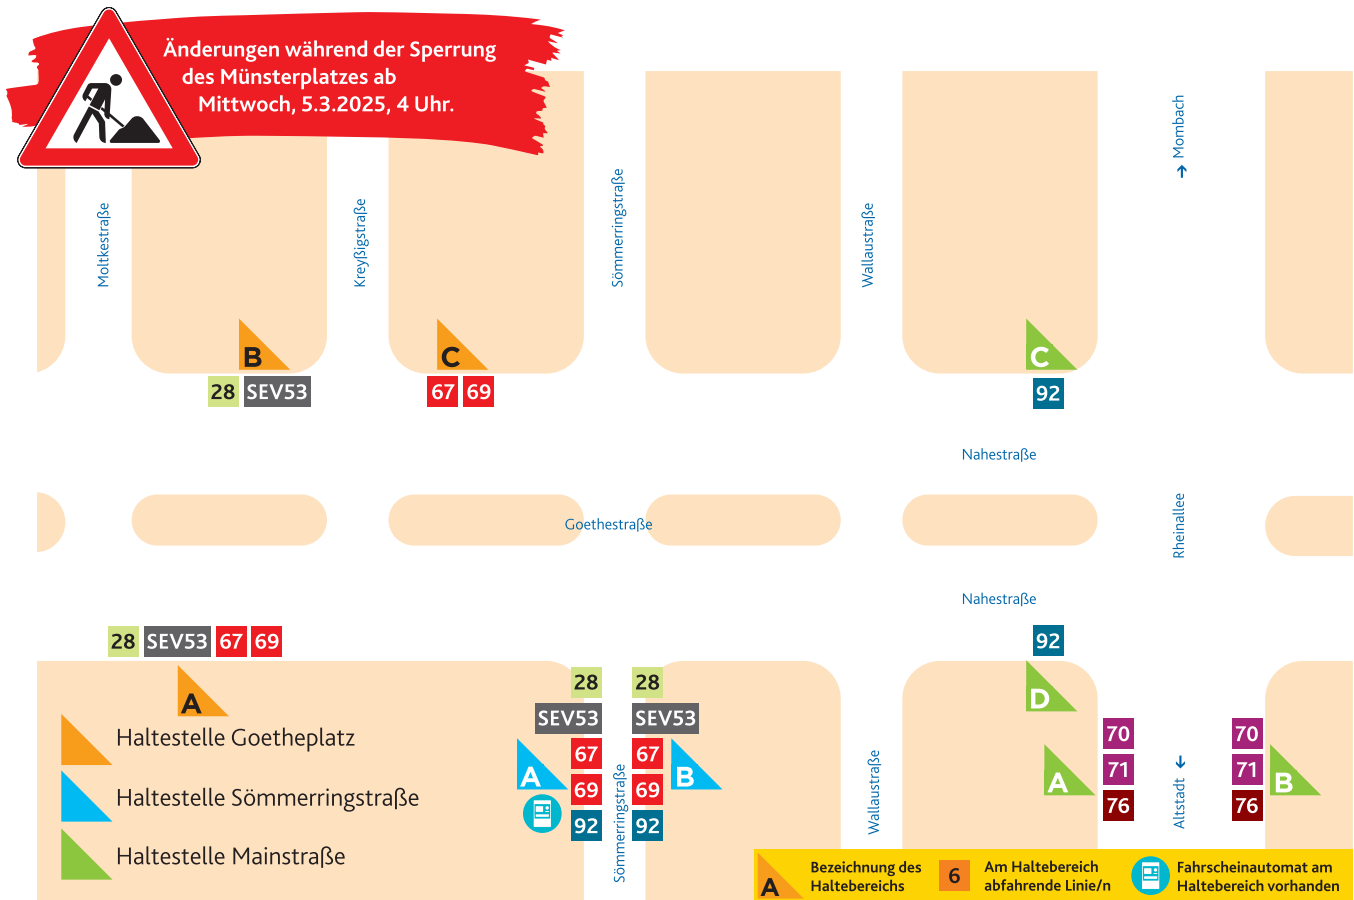 Änderungen während der Sperrung
des Münsterplatzes ab
Mittwoch, 5.3.2025, 4 Uhr.
Moltkestraße
Kreyßigstraße
Sömmerringstraße
Wallaustraße
→ Mombach
B
28 SEV53
C
67 69
C
92
Nahestraße
Goethestraße
Rheinallee
Nahestraße
28 SEV53 67 69
A
92
D
28
SEV53
67
69
92
A
28
SEV53
67
69
92
B
Sömmerringstraße
Wallaustraße
70
71
76
A
Altstadt →
70
71
76
B
Haltestelle Goetheplatz
Haltestelle Sömmerringstraße
Haltestelle Mainstraße
A
Bezeichnung des
Haltebereichs
6
Am Haltebereich
abfahrende Linie/n
Fahrscheinautomat am
Haltebereich vorhanden